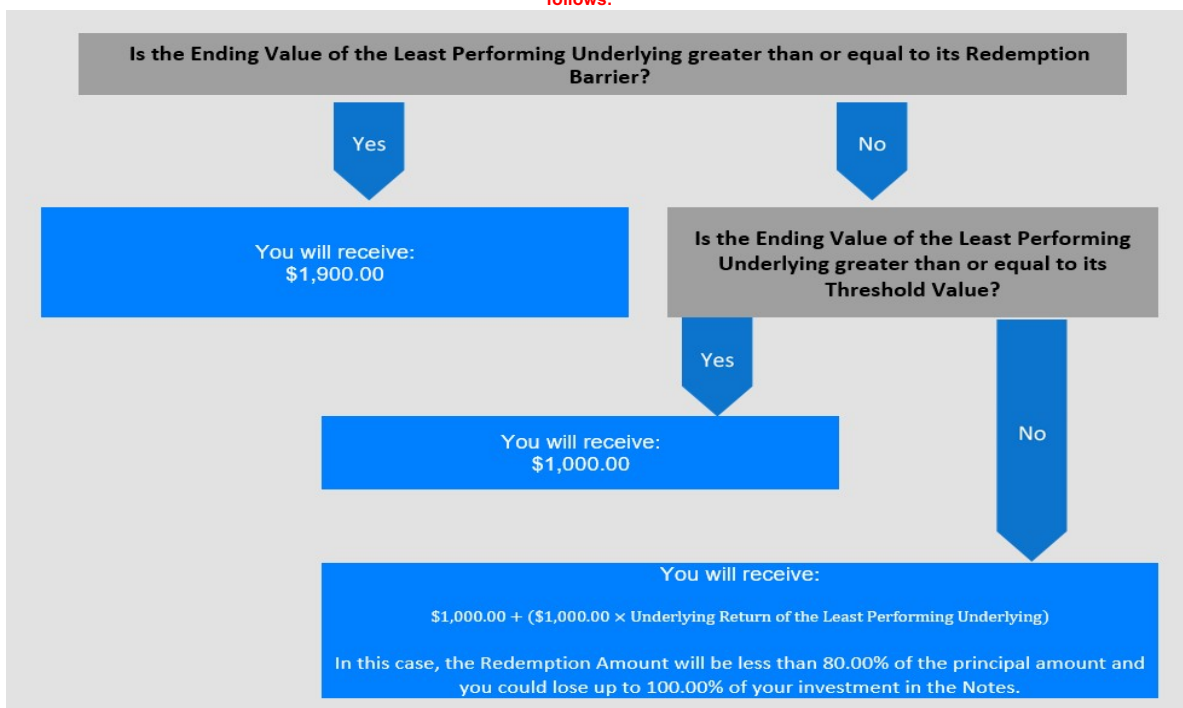 follows:
Is the Ending Value of the Least Performing Underlying greater than or equal to its Redemption
Barrier?
Yes
No
You will receive:
$1,900.00
Is the Ending Value of the Least Performing
Underlying greater than or equal to its
Threshold Value?
Yes
No
You will receive:
$1,000.00
You will receive:
$1,000.00 + ($1,000.00 × Underlying Return of the Least Performing Underlying)
In this case, the Redemption Amount will be less than 80.00% of the principal amount and
you could lose up to 100.00% of your investment in the Notes.